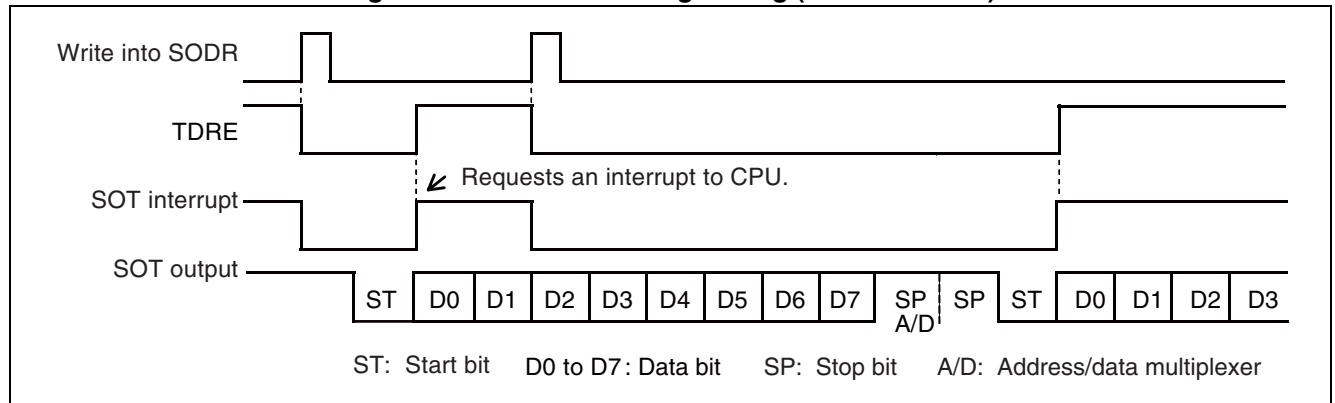 Write into SODR
TDRE
Requests an interrupt to CPU.
SOT interrupt
SOT output
ST D0 D1 D2 D3 D4 D5 D6 D7 SP SP ST D0 D1 D2 D3
A/D
ST: Start bit D0 to D7: Data bit SP: Stop bit A/D: Address/data multiplexer